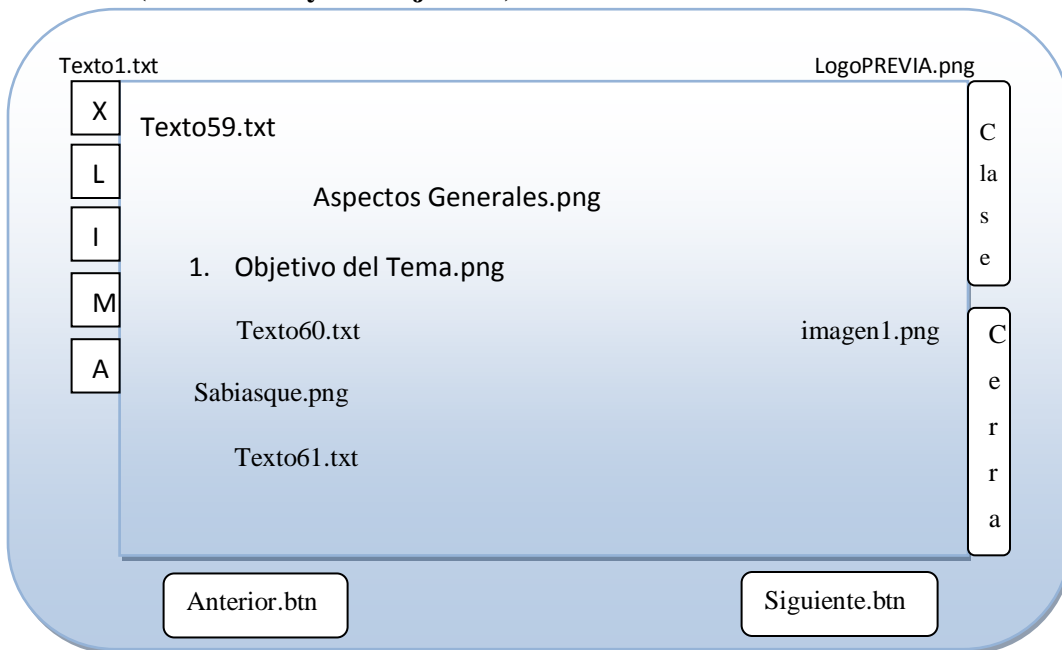 Texto1.txt
LogoPREVIA.png
X
L
I
M
A
Texto59.txt
Aspectos Generales.png
1. Objetivo del Tema.png
Texto60.txt
imagen1.png
Sabiasque.png
Texto61.txt
C
la
s
e
C
e
r
r
a
Anterior.btn
Siguiente.btn